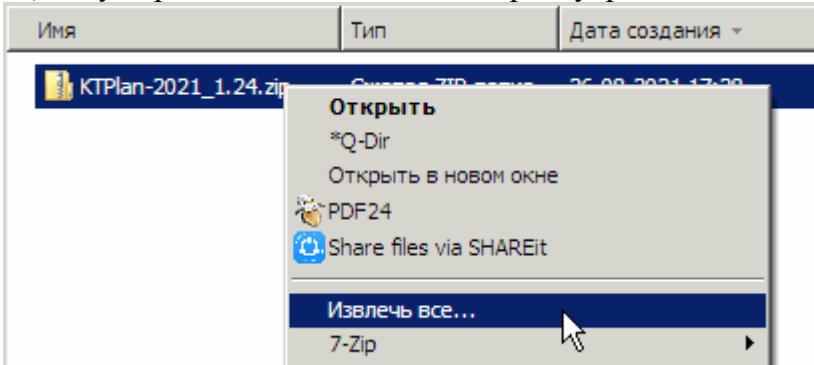 Имя Тип Дата создания
KTPlan-2021_1.24.zip
Открыть
*Q-Dir
Открыть в новом окне
PDF24
Share files via SHAREit
Извлечь все...
7-Zip